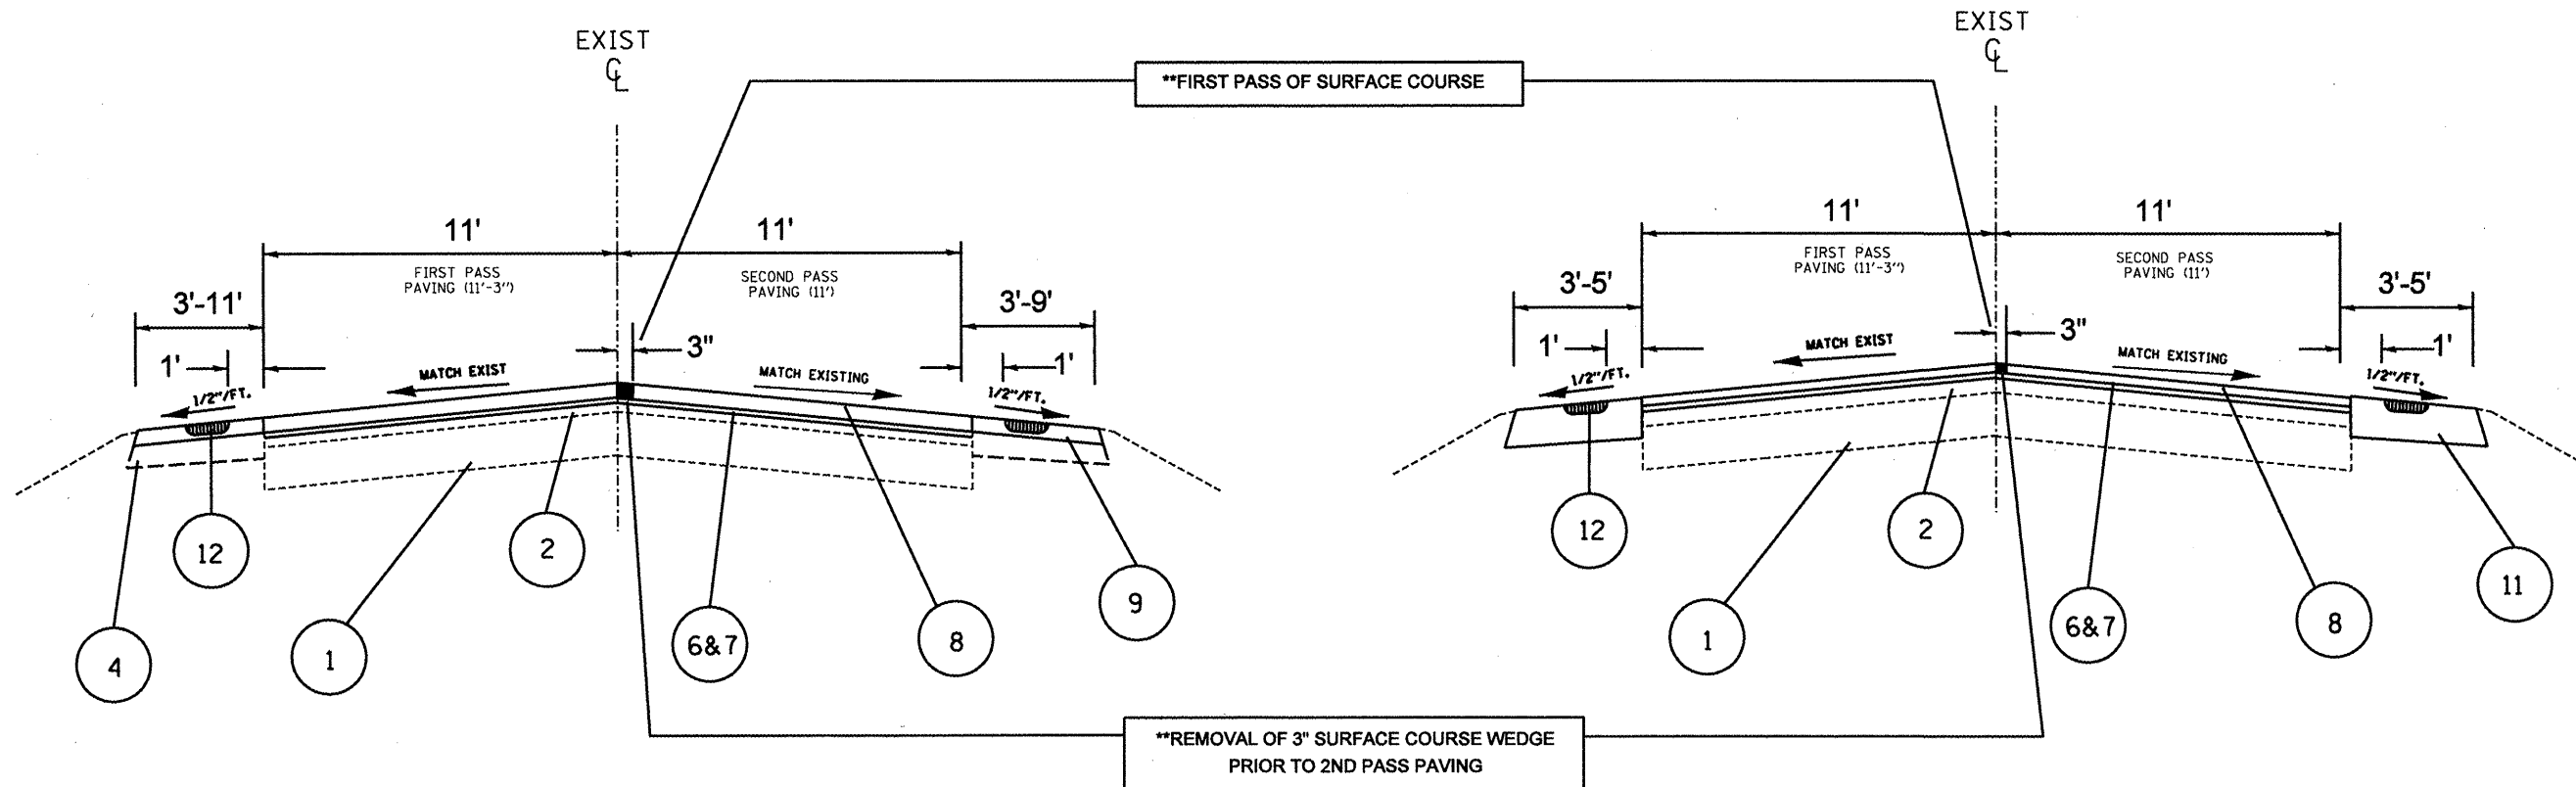 EXIST
CL
**FIRST PASS OF SURFACE COURSE
EXIST
CL
11'
11'
FIRST PASS
PAVING (11'-3")
SECOND PASS
PAVING (11')
3'-11'
3'-9'
1'
3"
1'
MATCH EXIST
MATCH EXISTING
1/2"/FT.
1/2"/FT.
12
2
4
1
6&7
8
9
11'
11'
FIRST PASS
PAVING (11'-3")
SECOND PASS
PAVING (11')
3'-5'
3'-5'
1'
3"
1'
MATCH EXIST
MATCH EXISTING
1/2"/FT.
1/2"/FT.
12
2
1
6&7
8
11
**REMOVAL OF 3" SURFACE COURSE WEDGE
PRIOR TO 2ND PASS PAVING